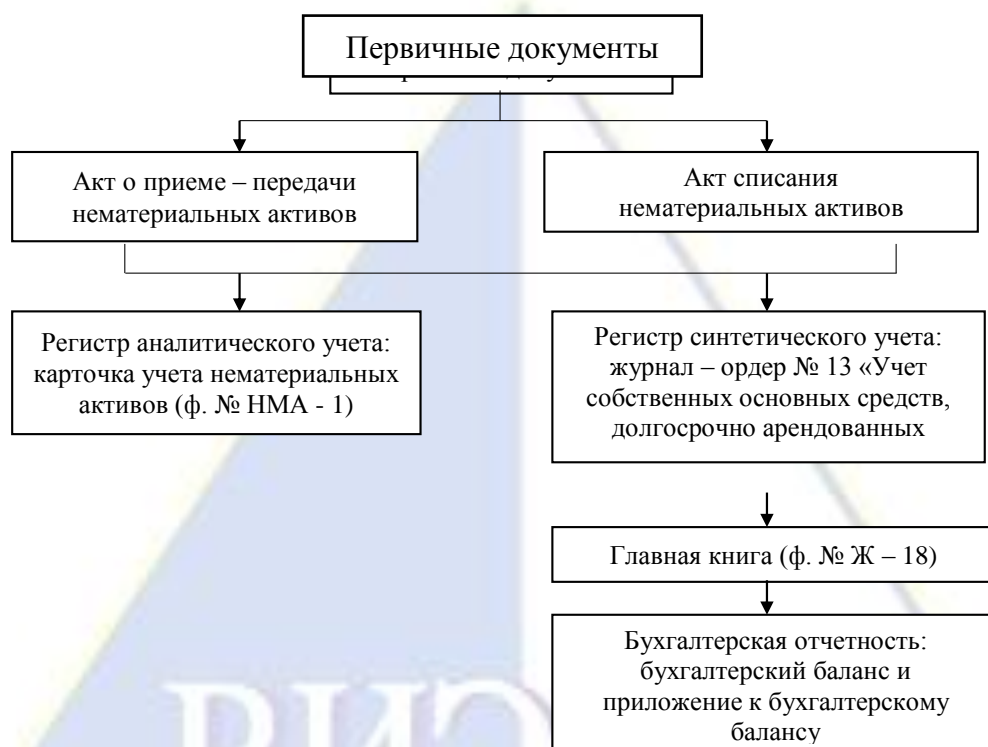 Первичные документы
Акт о приеме – передачи
нематериальных активов
Акт списания
нематериальных активов
Регистр аналитического учета:
карточка учета нематериальных
активов (ф. № НМА - 1)
Регистр синтетического учета:
журнал – ордер № 13 «Учет
собственных основных средств,
долгосрочно арендованных
Главная книга (ф. № Ж – 18)
Бухгалтерская отчетность:
бухгалтерский баланс и
приложение к бухгалтерскому
балансу